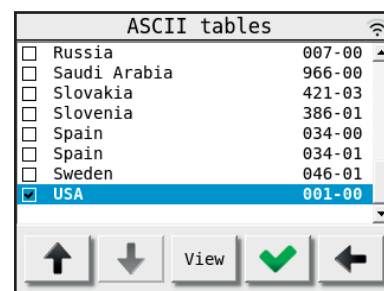 ASCII tables
Russia 007-00
Saudi Arabia 966-00
Slovakia 421-03
Slovenia 386-01
Spain 034-00
Spain 034-01
Sweden 046-01
USA 001-00
View